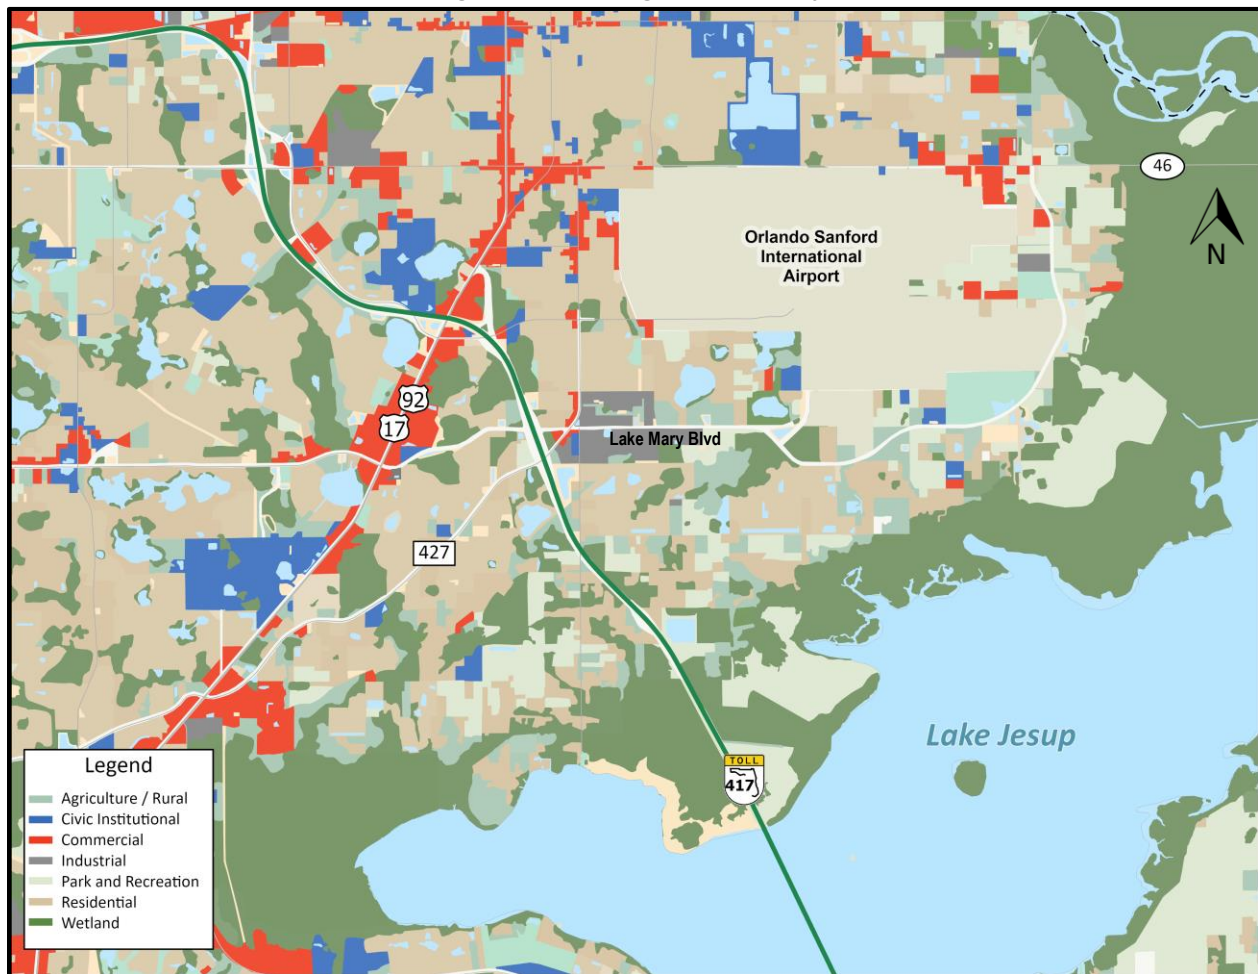 46
Orlando Sanford
International
Airport
N
92
17
Lake Mary Blvd
427
Lake Jesup
TOLL
417
Legend
Agriculture / Rural
Civic Institutional
Commercial
Industrial
Park and Recreation
Residential
Wetland